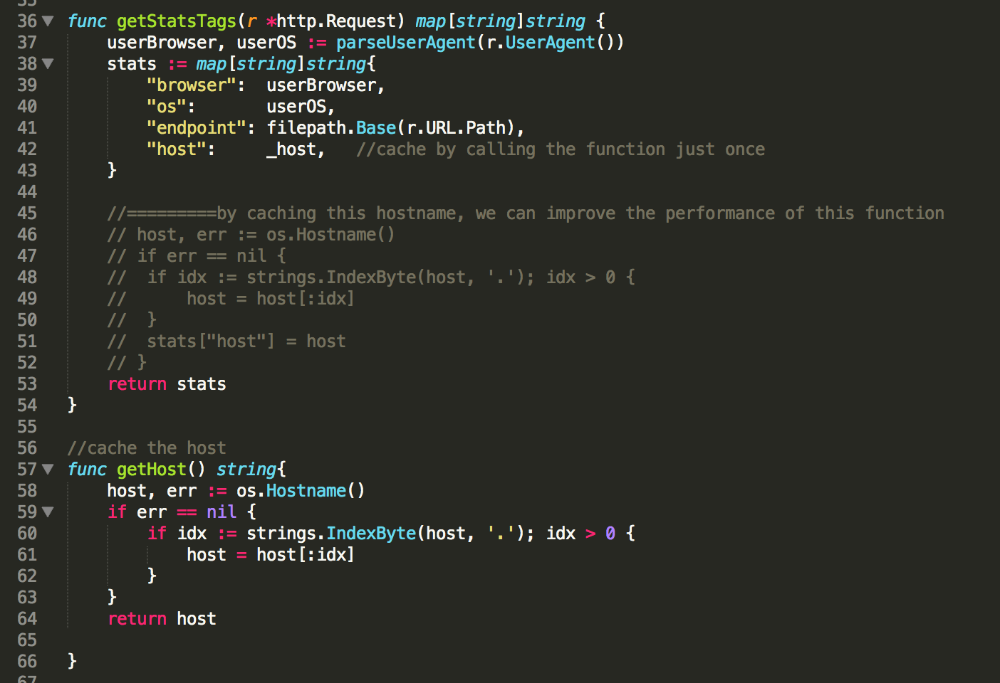 35
36 func getStatsTags(r *http.Request) map[string]string {
37     userBrowser, userOS := parseUserAgent(r.UserAgent())
38     stats := map[string]string{
39         "browser":  userBrowser,
40         "os":       userOS,
41         "endpoint": filepath.Base(r.URL.Path),
42         "host":     _host,   //cache by calling the function just once
43     }
44
45     //=========by caching this hostname, we can improve the performance of this function
46     // host, err := os.Hostname()
47     // if err == nil {
48     //  if idx := strings.IndexByte(host, '.'); idx > 0 {
49     //      host = host[:idx]
50     //  }
51     //  stats["host"] = host
52     // }
53     return stats
54 }
55
56 //cache the host
57 func getHost() string{
58     host, err := os.Hostname()
59     if err == nil {
60         if idx := strings.IndexByte(host, '.'); idx > 0 {
61             host = host[:idx]
62         }
63     }
64     return host
65
66 }
67